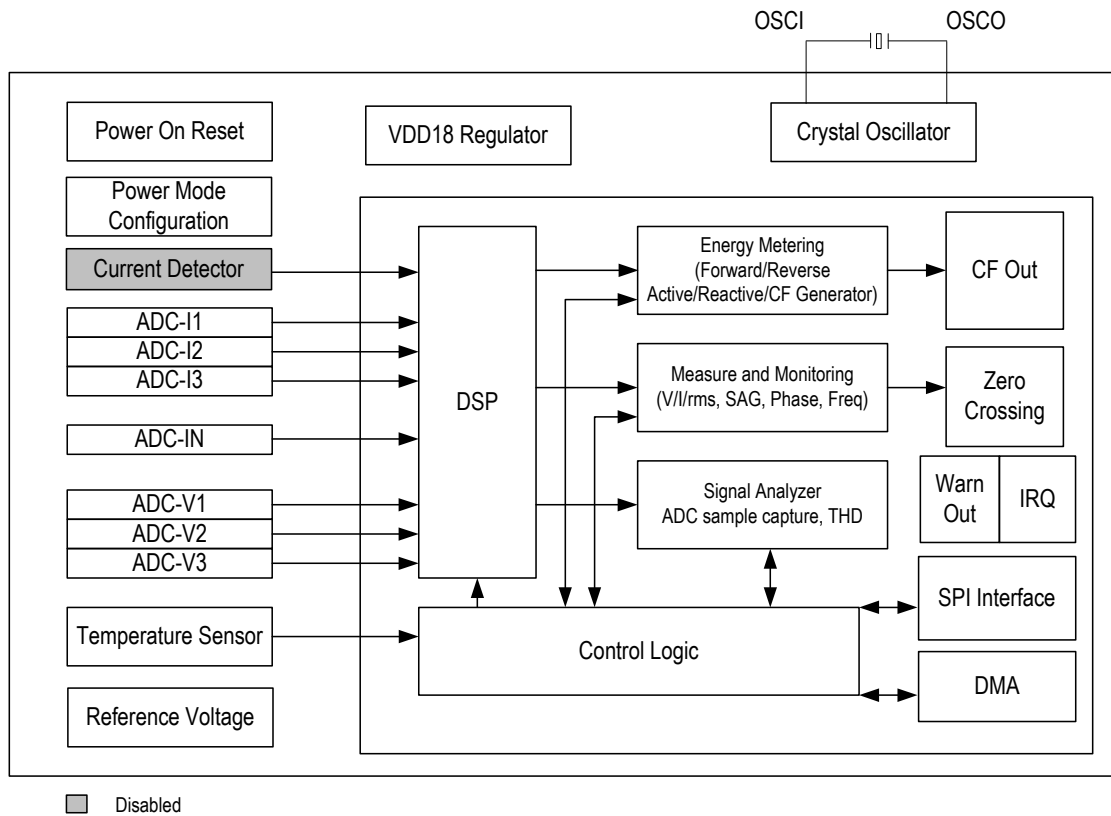 OSCI
OSCO
Power On Reset
VDD18 Regulator
Crystal Oscillator
Power Mode
Configuration
Current Detector
ADC-I1
ADC-I2
ADC-I3
ADC-IN
ADC-V1
ADC-V2
ADC-V3
Temperature Sensor
Reference Voltage
DSP
Energy Metering
(Forward/Reverse
Active/Reactive/CF Generator)
CF Out
Measure and Monitoring
(V/I/rms, SAG, Phase, Freq)
Zero
Crossing
Signal Analyzer
ADC sample capture, THD
Warn
Out
IRQ
Control Logic
SPI Interface
DMA
Disabled